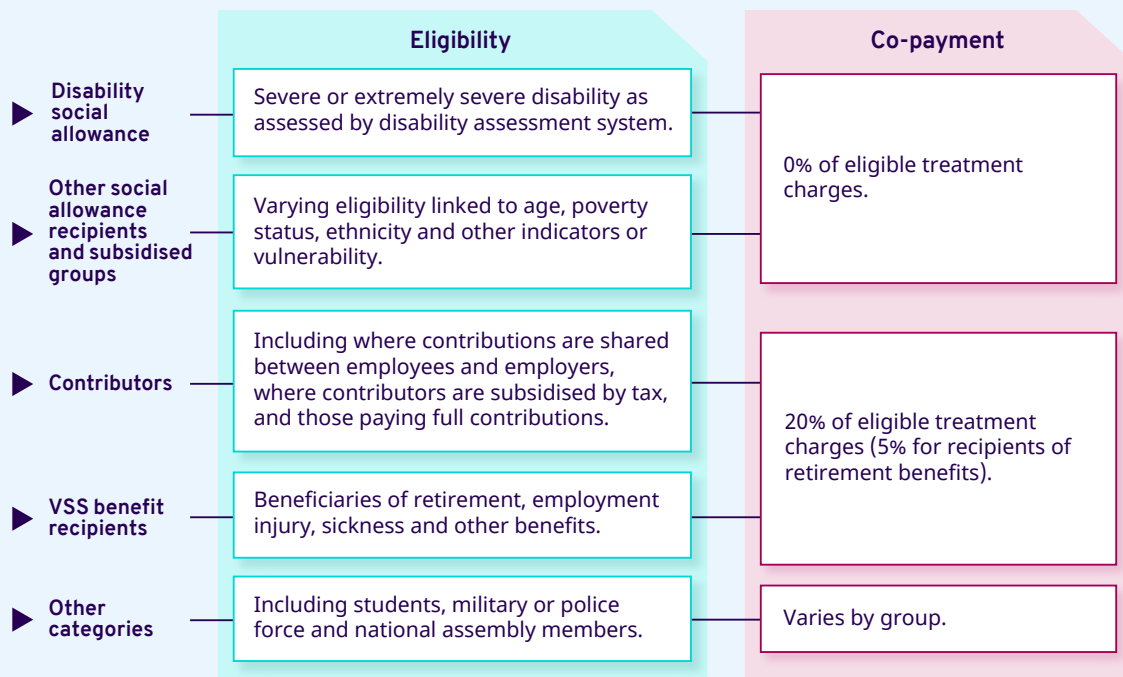 Eligibility
Co-payment
Disability
social
allowance
Severe or extremely severe disability as
assessed by disability assessment system.
0% of eligible treatment
charges.
Other social
allowance
recipients
and subsidised
groups
Varying eligibility linked to age, poverty
status, ethnicity and other indicators or
vulnerability.
Contributors
Including where contributions are shared
between employees and employers,
where contributors are subsidised by tax,
and those paying full contributions.
20% of eligible treatment
charges (5% for recipients of
retirement benefits).
VSS benefit
recipients
Beneficiaries of retirement, employment
injury, sickness and other benefits.
Other
categories
Including students, military or police
force and national assembly members.
Varies by group.